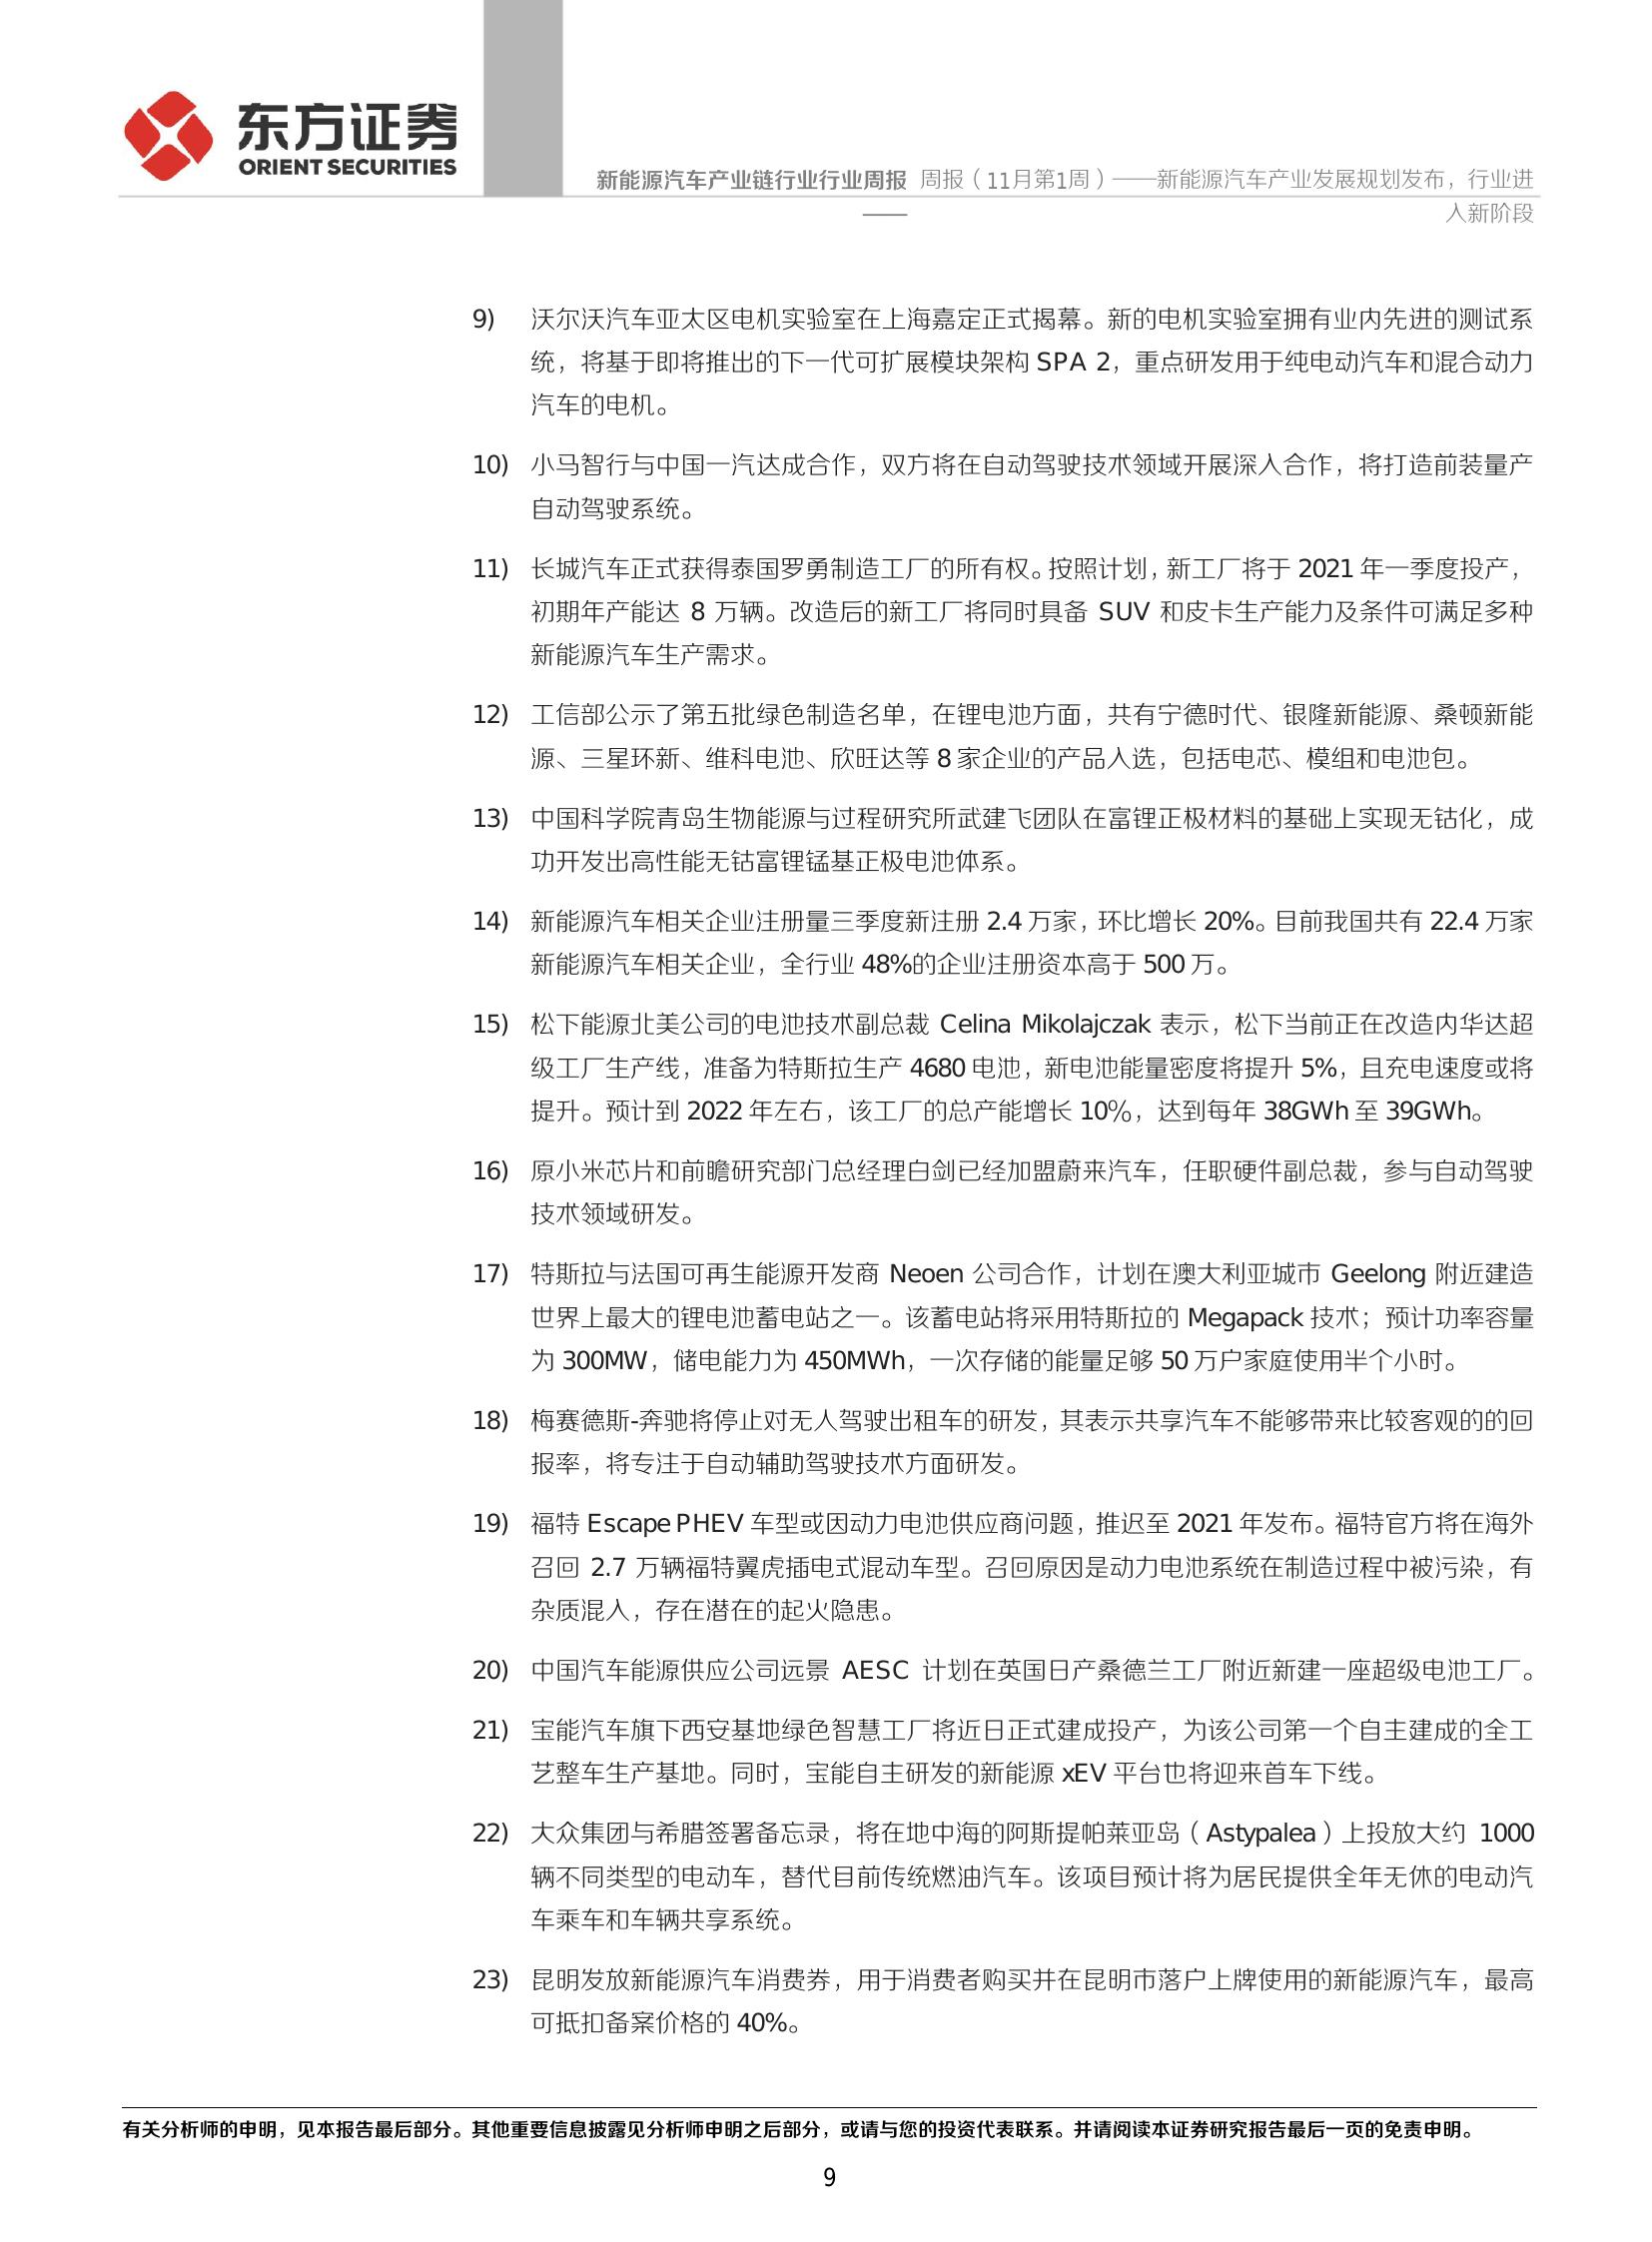 东方证券
ORIENT SECURITIES
新能源汽车产业链行业行业周报 周报（11月第1周）——新能源汽车产业发展规划发布，行业进
—— 入新阶段
9) 沃尔沃汽车亚太区电机实验室在上海嘉定正式揭幕。新的电机实验室拥有业内先进的测试系
统，将基于即将推出的下一代可扩展模块架构 SPA 2，重点研发用于纯电动汽车和混合动力
汽车的电机。
10) 小马智行与中国一汽达成合作，双方将在自动驾驶技术领域开展深入合作，将打造前装量产
自动驾驶系统。
11) 长城汽车正式获得泰国罗勇制造工厂的所有权。按照计划，新工厂将于 2021 年一季度投产，
初期年产能达 8 万辆。改造后的新工厂将同时具备 SUV 和皮卡生产能力及条件可满足多种
新能源汽车生产需求。
12) 工信部公示了第五批绿色制造名单，在锂电池方面，共有宁德时代、银隆新能源、桑顿新能
源、三星环新、维科电池、欣旺达等 8 家企业的产品入选，包括电芯、模组和电池包。
13) 中国科学院青岛生物能源与过程研究所武建飞团队在富锂正极材料的基础上实现无钴化，成
功开发出高性能无钴富锂锰基正极电池体系。
14) 新能源汽车相关企业注册量三季度新注册 2.4 万家，环比增长 20%。目前我国共有 22.4 万家
新能源汽车相关企业，全行业 48%的企业注册资本高于 500 万。
15) 松下能源北美公司的电池技术副总裁 Celina Mikolajczak 表示，松下当前正在改造内华达超
级工厂生产线，准备为特斯拉生产 4680 电池，新电池能量密度将提升 5%，且充电速度或将
提升。预计到 2022 年左右，该工厂的总产能增长 10%，达到每年 38GWh 至 39GWh。
16) 原小米芯片和前瞻研究部门总经理白剑已经加盟蔚来汽车，任职硬件副总裁，参与自动驾驶
技术领域研发。
17) 特斯拉与法国可再生能源开发商 Neoen 公司合作，计划在澳大利亚城市 Geelong 附近建造
世界上最大的锂电池蓄电站之一。该蓄电站将采用特斯拉的 Megapack 技术；预计功率容量
为 300MW，储电能力为 450MWh，一次存储的能量足够 50 万户家庭使用半个小时。
18) 梅赛德斯-奔驰将停止对无人驾驶出租车的研发，其表示共享汽车不能够带来比较客观的的回
报率，将专注于自动辅助驾驶技术方面研发。
19) 福特 Escape PHEV 车型或因动力电池供应商问题，推迟至 2021 年发布。福特官方将在海外
召回 2.7 万辆福特翼虎插电式混动车型。召回原因是动力电池系统在制造过程中被污染，有
杂质混入，存在潜在的起火隐患。
20) 中国汽车能源供应公司远景 AESC 计划在英国日产桑德兰工厂附近新建一座超级电池工厂。
21) 宝能汽车旗下西安基地绿色智慧工厂将近日正式建成投产，为该公司第一个自主建成的全工
艺整车生产基地。同时，宝能自主研发的新能源 xEV 平台也将迎来首车下线。
22) 大众集团与希腊签署备忘录，将在地中海的阿斯提帕莱亚岛（Astypalea）上投放大约 1000
辆不同类型的电动车，替代目前传统燃油汽车。该项目预计将为居民提供全年无休的电动汽
车乘车和车辆共享系统。
23) 昆明发放新能源汽车消费券，用于消费者购买并在昆明市落户上牌使用的新能源汽车，最高
可抵扣备案价格的 40%。
有关分析师的申明，见本报告最后部分。其他重要信息披露见分析师申明之后部分，或请与您的投资代表联系。并请阅读本证券研究报告最后一页的免责申明。
9